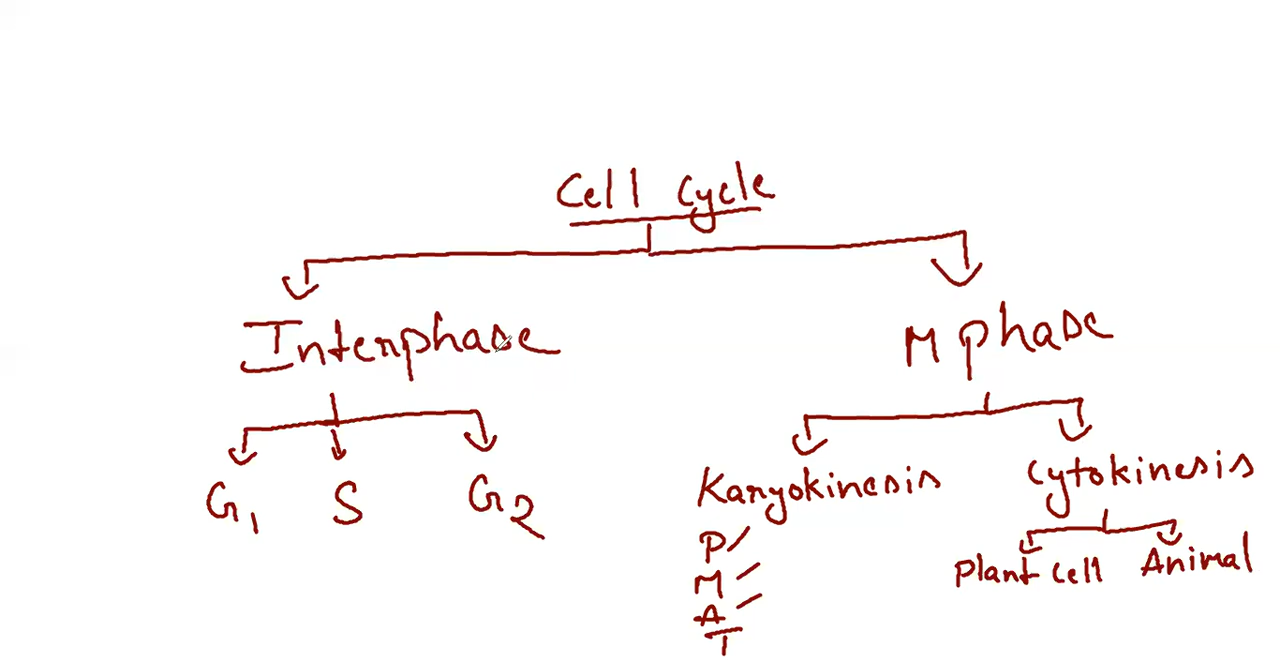 Cell Cycle
Interphase
M phase
G1 S G2
Karyokinesis
Cytokinesis
P
M
A
T
Plant Cell Animal